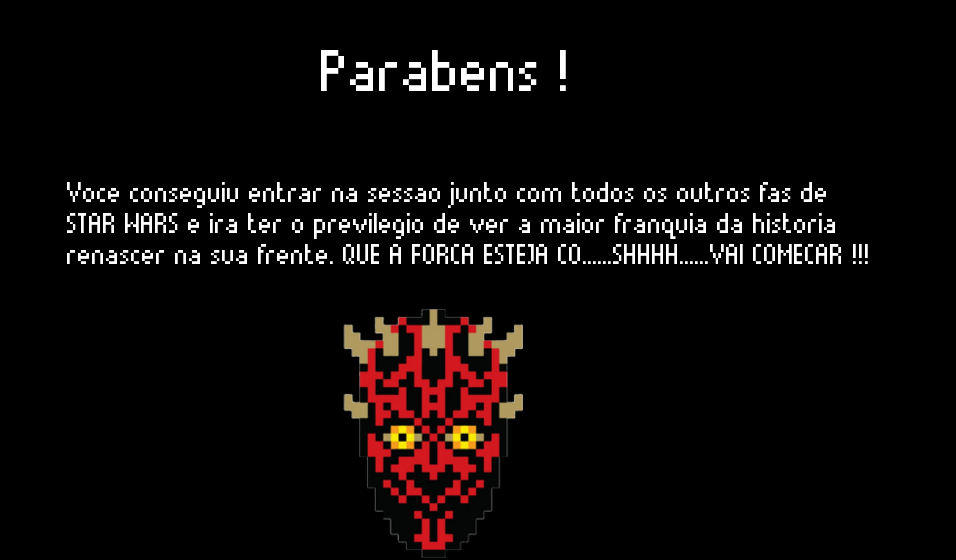 Parabens !
Voce conseguiu entrar na sessao junto com todos os outros fas de
STAR WARS e ira ter o previlegio de ver a maior franquia da historia
renascer na sua frente. QUE A FORCA ESTEJA CO......SHHHH......VAI COMECAR !!!